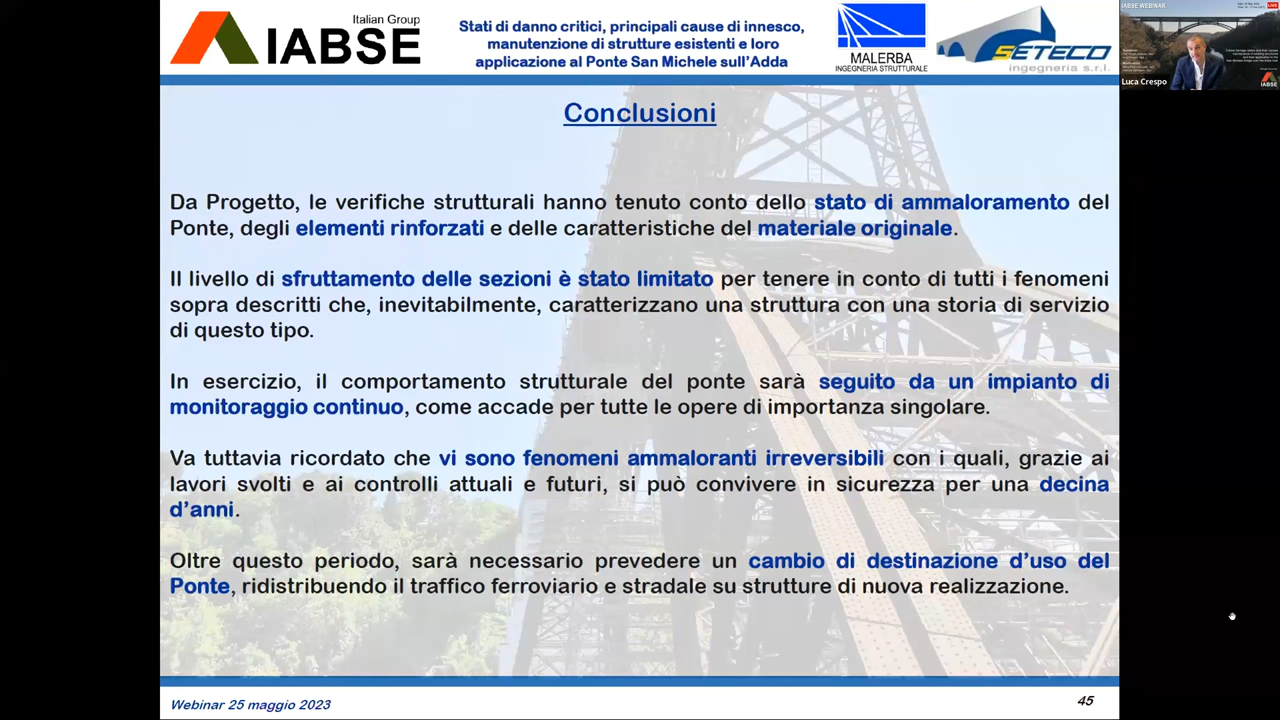 Italian Group
IABSE
Stati di danno critici, principali cause di innesco,
manutenzione di strutture esistenti e loro
applicazione al Ponte San Michele sull'Adda
MALERBA
INGEGNERIA STRUTTURALE
SETECO
ingegneria s.r.l.
IABSE WEBINAR
LIVE
Luca Crespo
IABSE
Conclusioni
Da Progetto, le verifiche strutturali hanno tenuto conto dello stato di ammaloramento del
Ponte, degli elementi rinforzati e delle caratteristiche del materiale originale.
Il livello di sfruttamento delle sezioni è stato limitato per tenere in conto di tutti i fenomeni
sopra descritti che, inevitabilmente, caratterizzano una struttura con una storia di servizio
di questo tipo.
In esercizio, il comportamento strutturale del ponte sarà seguito da un impianto di
monitoraggio continuo, come accade per tutte le opere di importanza singolare.
Va tuttavia ricordato che vi sono fenomeni ammaloranti irreversibili con i quali, grazie ai
lavori svolti e ai controlli attuali e futuri, si può convivere in sicurezza per una decina
d'anni.
Oltre questo periodo, sarà necessario prevedere un cambio di destinazione d'uso del
Ponte, ridistribuendo il traffico ferroviario e stradale su strutture di nuova realizzazione.
Webinar 25 maggio 2023
45